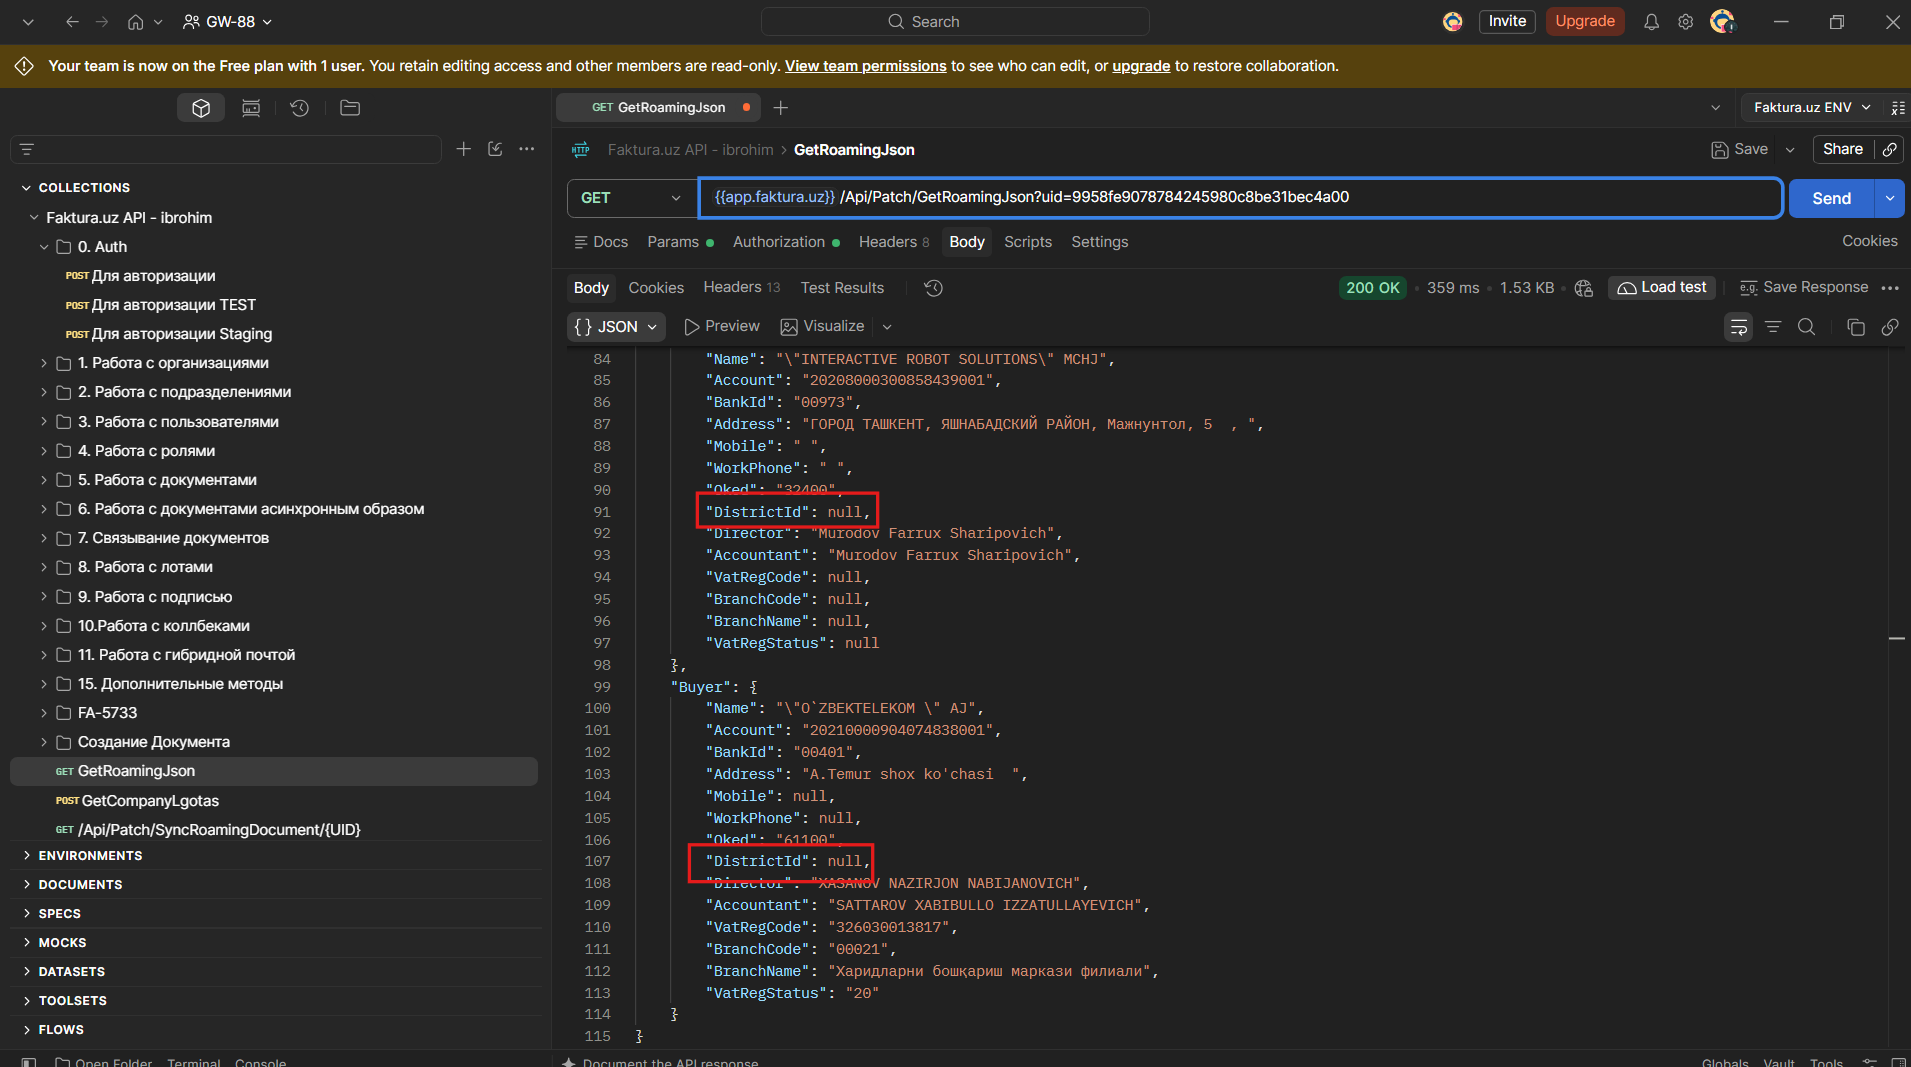 GW-88
Search
Invite
Upgrade
Your team is now on the Free plan with 1 user. You retain editing access and other members are read-only. View team permissions to see who can edit, or upgrade to restore collaboration.
GET GetRoamingJson
Faktura.uz ENV
HTTP Faktura.uz API - ibrohim > GetRoamingJson
Save
Share
COLLECTIONS
Faktura.uz API - ibrohim
0. Auth
POST Для авторизации
POST Для авторизации TEST
POST Для авторизации Staging
1. Работа с организациями
2. Работа с подразделениями
3. Работа с пользователями
4. Работа с ролями
5. Работа с документами
6. Работа с документами асинхронным образом
7. Связывание документов
8. Работа с лотами
9. Работа с подписью
10.Работа с коллбеками
11. Работа с гибридной почтой
15. Дополнительные методы
FA-5733
Создание Документа
GET GetRoamingJson
POST GetCompanyLgotas
GET /Api/Patch/SyncRoamingDocument/{UID}
ENVIRONMENTS
DOCUMENTS
SPECS
MOCKS
DATASETS
TOOLSETS
FLOWS
GET
{{app.faktura.uz}} /Api/Patch/GetRoamingJson?uid=9958fe9078784245980c8be31bec4a00
Send
Docs Params Authorization Headers 8 Body Scripts Settings
Cookies
Body Cookies Headers 13 Test Results
200 OK • 359 ms • 1.53 KB
Load test
e.g. Save Response
{} JSON
Preview
Visualize
84 "Name": "\"INTERACTIVE ROBOT SOLUTIONS\" MCHJ",
85 "Account": "20208000300858439001",
86 "BankId": "00973",
87 "Address": "ГОРОД ТАШКЕНТ, ЯШНАБАДСКИЙ РАЙОН, Мажнунтол, 5  , ",
88 "Mobile": " ",
89 "WorkPhone": " ",
90 "Oked": "32400",
91 "DistrictId": null,
92 "Director": "Murodov Farrux Sharipovich",
93 "Accountant": "Murodov Farrux Sharipovich",
94 "VatRegCode": null,
95 "BranchCode": null,
96 "BranchName": null,
97 "VatRegStatus": null
98 },
99 "Buyer": {
100 "Name": "\"O`ZBEKTELEKOM \" AJ",
101 "Account": "20210000904074838001",
102 "BankId": "00401",
103 "Address": "A.Temur shox ko'chasi  ",
104 "Mobile": null,
105 "WorkPhone": null,
106 "Oked": "61100",
107 "DistrictId": null,
108 "Director": "XASANOV NAZIRJON NABIJANOVICH",
109 "Accountant": "SATTAROV XABIBULLO IZZATULLAYEVICH",
110 "VatRegCode": "326030013817",
111 "BranchCode": "00021",
112 "BranchName": "Харидларни бошқариш маркази филиали",
113 "VatRegStatus": "20"
114 }
115 }
Open Folder Terminal Console
Document the API response
Globals Vault Tools